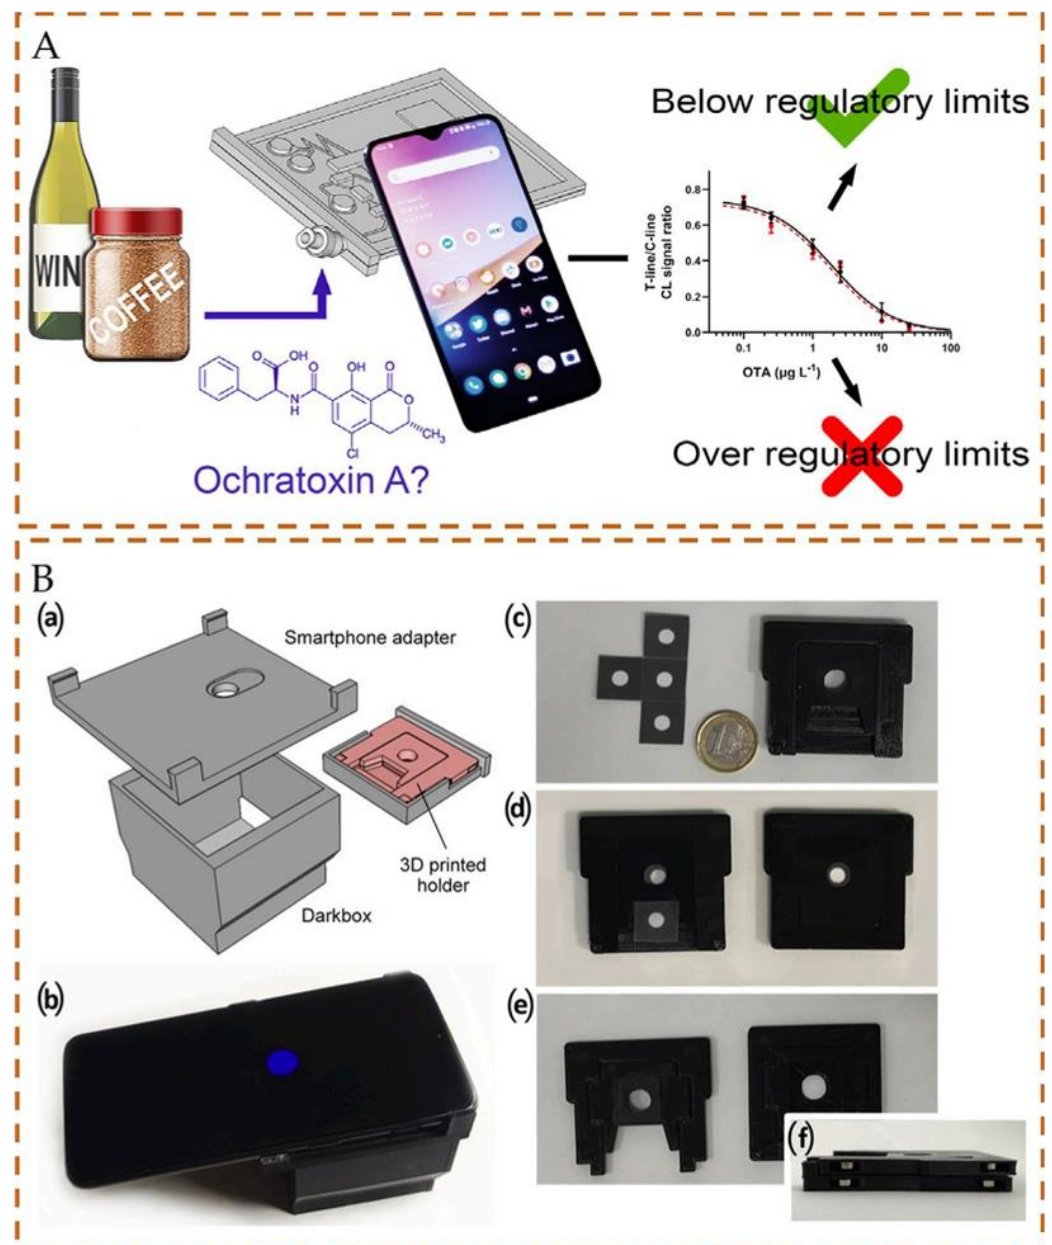 A
WIN
COFFEE
Below regulatory limits
T-line/C-line
CL signal ratio
0.8
0.6
0.4
0.2
0.0
0.1
1
10
100
OTA (µg L⁻¹)
O
OH
O
OH
O
N
H
O
CH₃
Cl
Ochratoxin A?
Over regulatory limits
B
(a)
Smartphone adapter
3D printed
holder
Darkbox
(b)
(c)
(d)
(e)
(f)